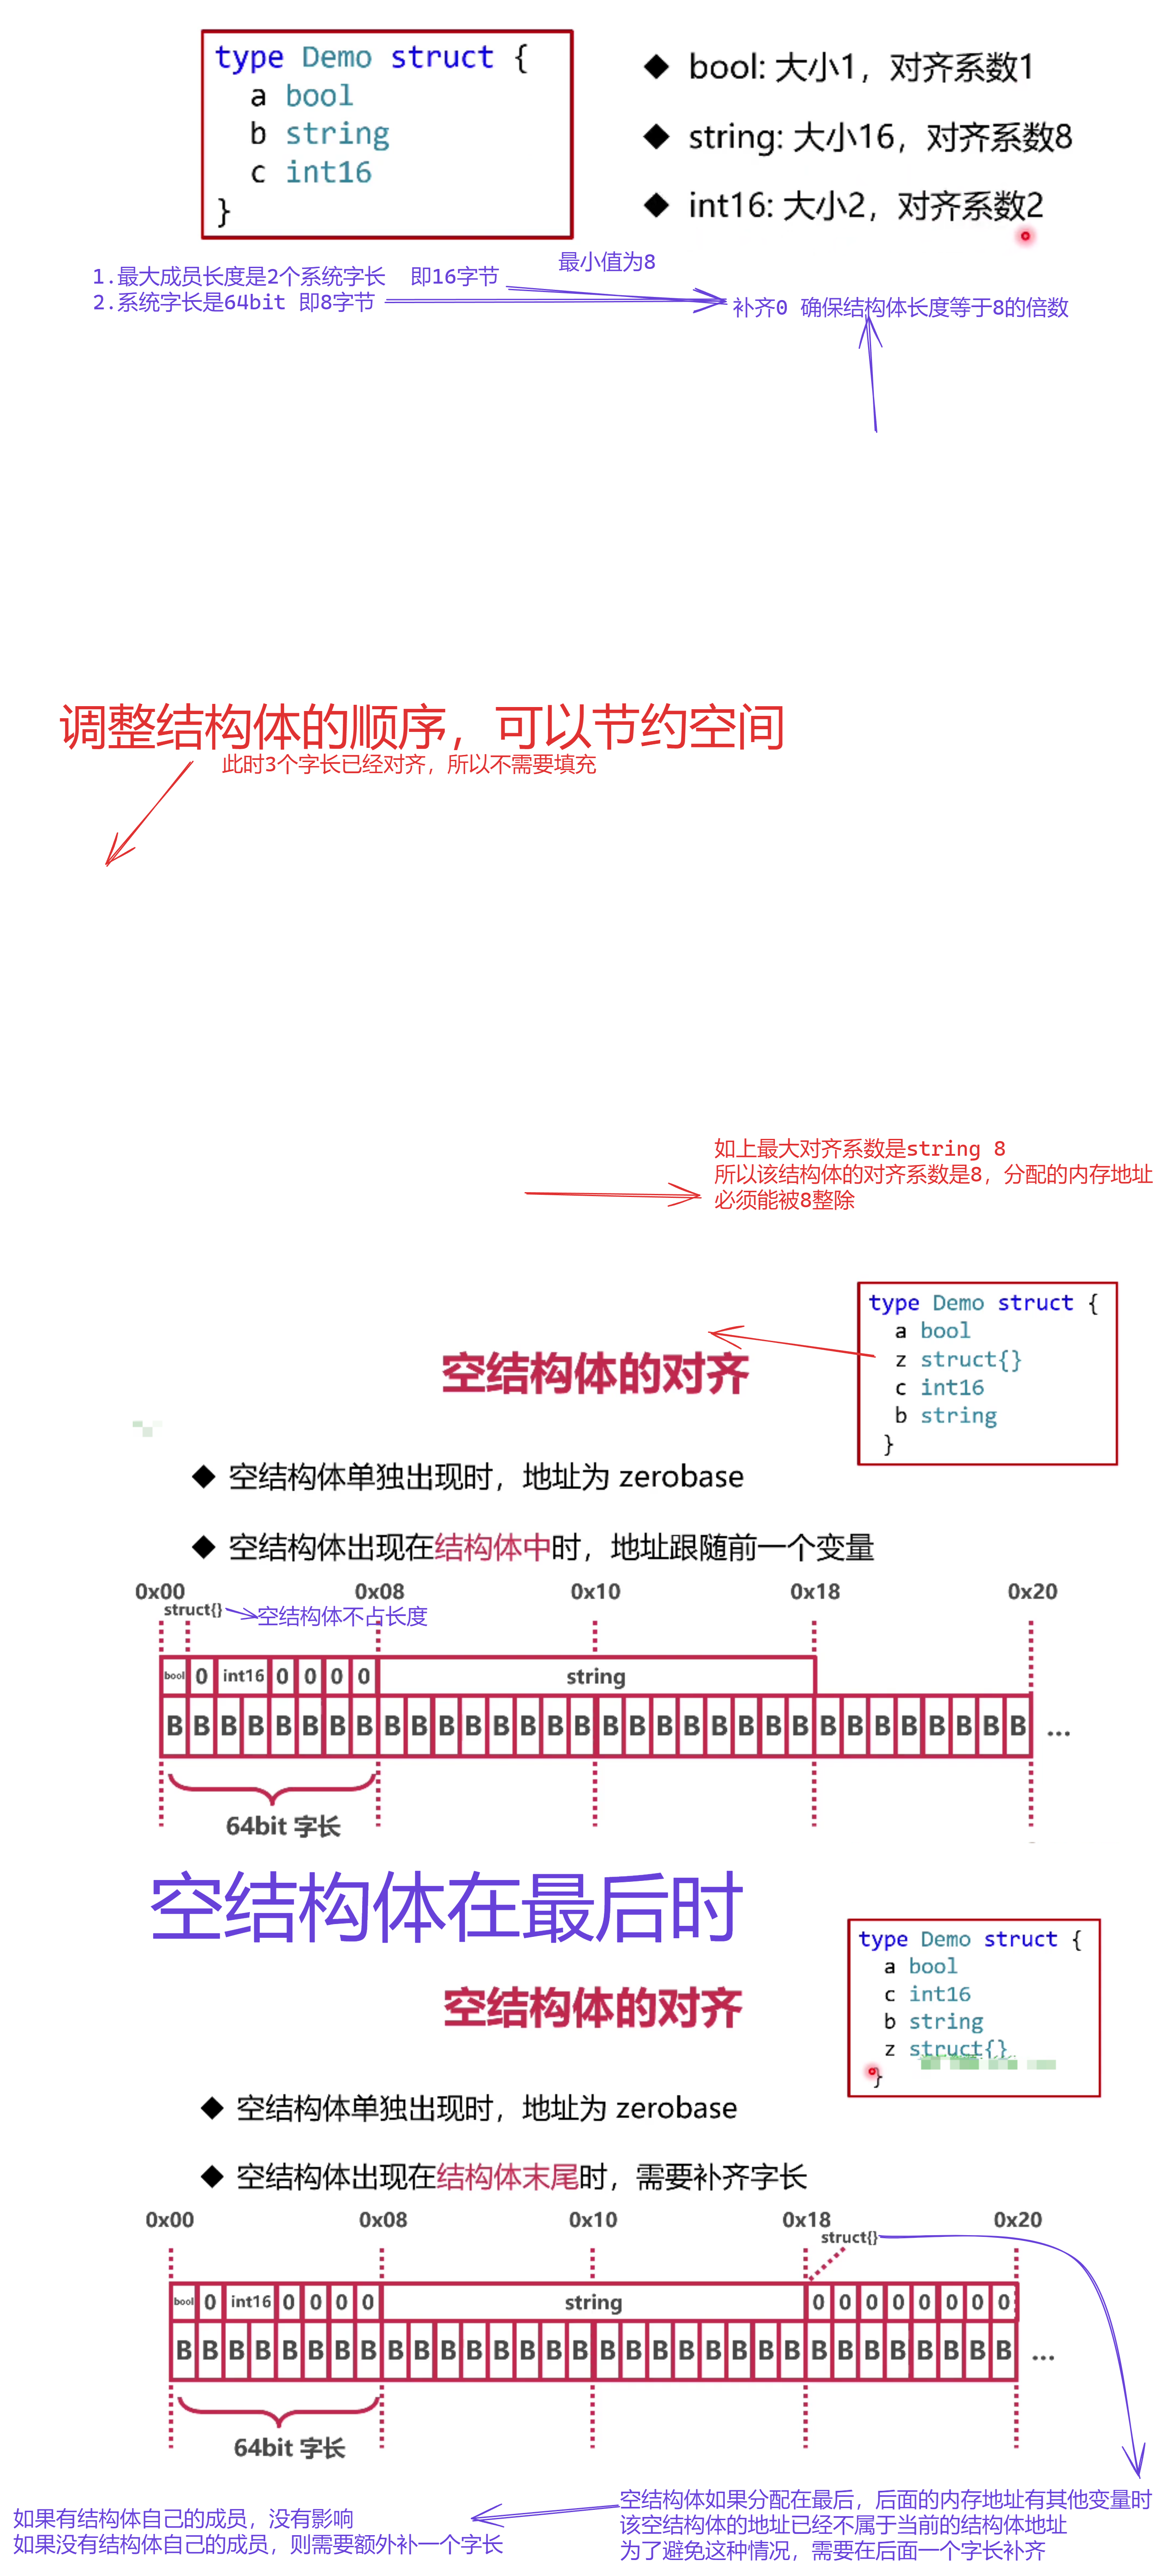 type Demo struct {
a bool
b string
c int16
}
◆ bool: 大小1，对齐系数1
◆ string: 大小16，对齐系数8
◆ int16: 大小2，对齐系数2
1.最大成员长度是2个系统字长 即16字节
2.系统字长是64bit 即8字节
最小值为8
补齐0 确保结构体长度等于8的倍数
调整结构体的顺序，可以节约空间
此时3个字长已经对齐，所以不需要填充
如上最大对齐系数是string 8
所以该结构体的对齐系数是8，分配的内存地址
必须能被8整除
type Demo struct {
a bool
z struct{}
c int16
b string
}
空结构体的对齐
◆ 空结构体单独出现时，地址为 zerobase
◆ 空结构体出现在结构体中时，地址跟随前一个变量
0x00 0x08 0x10 0x18 0x20
struct{} 空结构体不占长度
bool 0 int16 0 0 0 0 string
B B B B B B B B B B B B B B B B B B B B B B B B B B B B B B B B ...
64bit 字长
空结构体在最后时
type Demo struct {
a bool
c int16
b string
z struct{}
}
空结构体的对齐
◆ 空结构体单独出现时，地址为 zerobase
◆ 空结构体出现在结构体末尾时，需要补齐字长
0x00 0x08 0x10 0x18 0x20
struct{}
bool 0 int16 0 0 0 0 string 0 0 0 0 0 0 0 0
B B B B B B B B B B B B B B B B B B B B B B B B B B B B B B B B ...
64bit 字长
空结构体如果分配在最后，后面的内存地址有其他变量时
该空结构体的地址已经不属于当前的结构体地址
为了避免这种情况，需要在后面一个字长补齐
如果有结构体自己的成员，没有影响
如果没有结构体自己的成员，则需要额外补一个字长